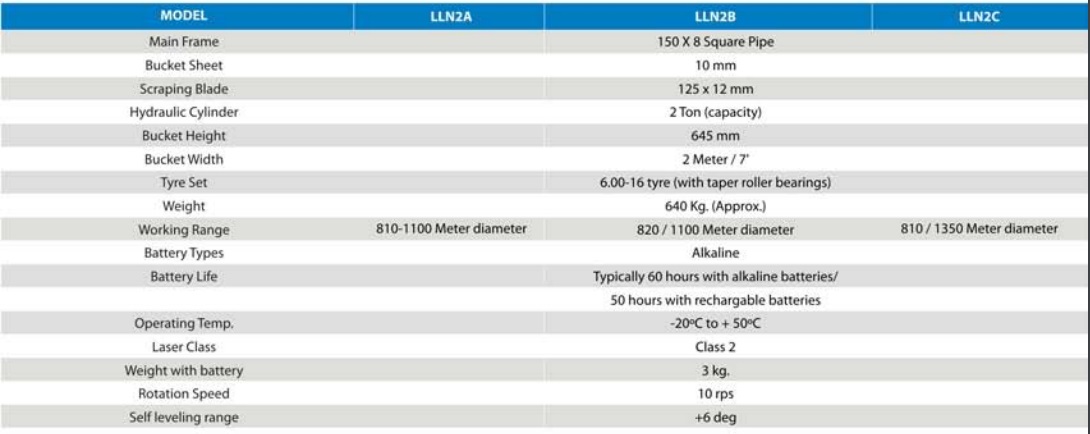 MODEL LLN2A LLN2B LLN2C
Main Frame 150 X 8 Square Pipe
Bucket Sheet 10 mm
Scraping Blade 125 x 12 mm
Hydraulic Cylinder 2 Ton (capacity)
Bucket Height 645 mm
Bucket Width 2 Meter / 7'
Tyre Set 6.00-16 tyre (with taper roller bearings)
Weight 640 Kg. (Approx.)
Working Range 810-1100 Meter diameter 820 / 1100 Meter diameter 810 / 1350 Meter diameter
Battery Types Alkaline
Battery Life Typically 60 hours with alkaline batteries/
50 hours with rechargable batteries
Operating Temp. -20ºC to + 50ºC
Laser Class Class 2
Weight with battery 3 kg.
Rotation Speed 10 rps
Self leveling range +6 deg